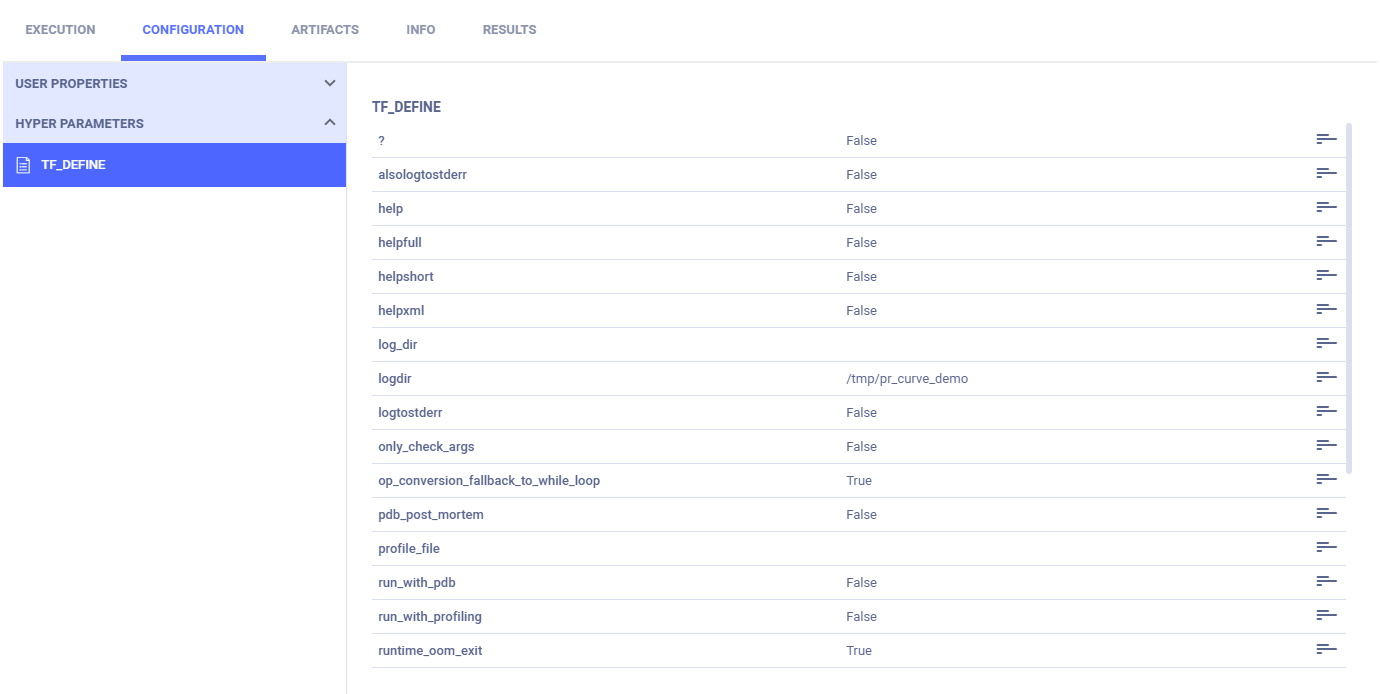 EXECUTION CONFIGURATION ARTIFACTS INFO RESULTS
USER PROPERTIES
HYPER PARAMETERS
TF_DEFINE
TF_DEFINE
? False
alsologtostderr False
help False
helpfull False
helpshort False
helpxml False
log_dir
logdir /tmp/pr_curve_demo
logtostderr False
only_check_args False
op_conversion_fallback_to_while_loop True
pdb_post_mortem False
profile_file
run_with_pdb False
run_with_profiling False
runtime_oom_exit True